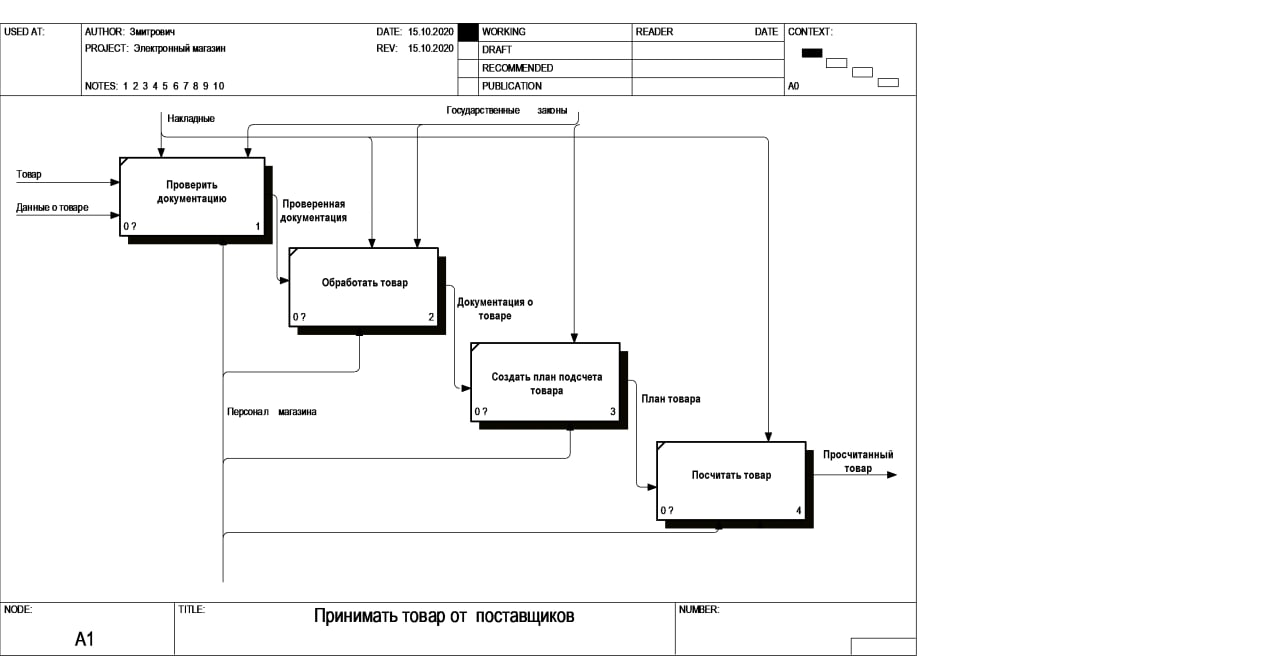 USED AT:
AUTHOR: Змитрович
DATE: 15.10.2020
WORKING
READER
DATE
CONTEXT:
PROJECT: Электронный магазин
REV: 15.10.2020
DRAFT
RECOMMENDED
NOTES: 1 2 3 4 5 6 7 8 9 10
PUBLICATION
A0
Накладные
Государственные законы
Товар
Данные о товаре
Проверить
документацию
0 ?
1
Проверенная
документация
Обработать товар
0 ?
2
Документация о
товаре
Создать план подсчета
товара
0 ?
3
План товара
Персонал магазина
Посчитать товар
0 ?
4
Просчитанный
товар
NODE:
A1
TITLE:
Принимать товар от поставщиков
NUMBER: